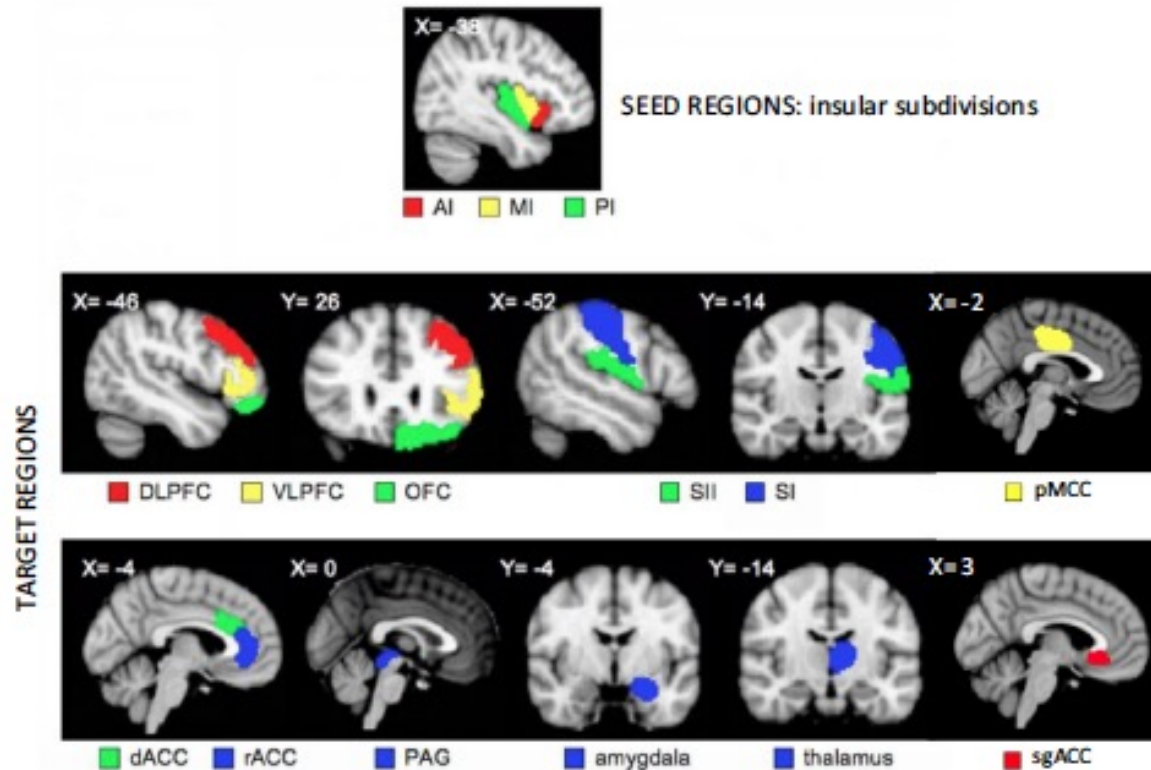 X= -38
SEED REGIONS: insular subdivisions
AI MI PI
TARGET REGIONS
X= -46 Y= 26 X= -52 Y= -14 X= -2
DLPFC VLPFC OFC SII SI pMCC
X= -4 X= 0 Y= -4 Y= -14 X= 3
dACC rACC PAG amygdala thalamus sgACC